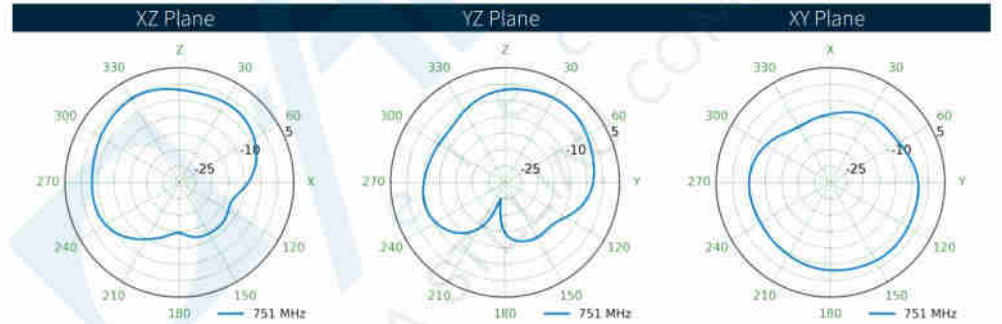 XZ Plane YZ Plane XY Plane
Z Z X
330 30 330 30 330 30
300 60 300 60 300 60
5 5 5
-10 -10 -10
-25 -25 -25
270 X 270 Y 270 Y
240 120 240 120 240 120
210 150 210 150 210 150
180 751 MHz 180 751 MHz 180 751 MHz